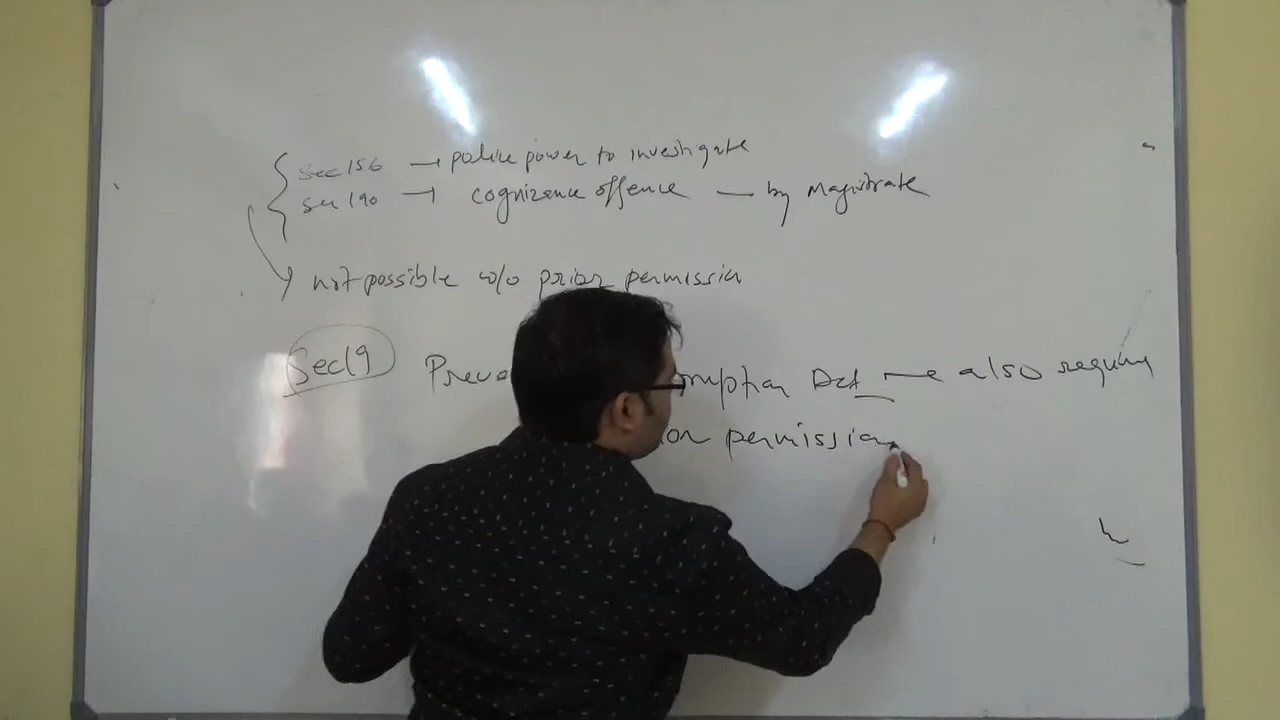 Sec 156 → police power to investigate
Sec 190 → cognizence offence — by Magistrate
not possible w/o prior permission
Sec 19 Act → also requires
permission